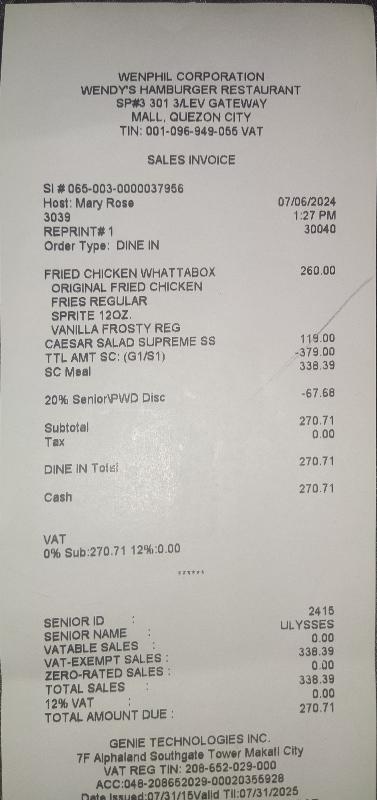 WENPHIL CORPORATION
WENDY'S HAMBURGER RESTAURANT
SP#3 301 3/LEV GATEWAY
MALL, QUEZON CITY
TIN: 001-096-949-055 VAT
SALES INVOICE
SI # 065-003-0000037956
Host: Mary Rose 07/06/2024
3039 1:27 PM
REPRINT# 1 30040
Order Type: DINE IN
FRIED CHICKEN WHATTABOX 260.00
ORIGINAL FRIED CHICKEN
FRIES REGULAR
SPRITE 12OZ.
VANILLA FROSTY REG
CAESAR SALAD SUPREME SS 119.00
TTL AMT SC: (G1/S1) -379.00
SC Meal 338.39
20% Senior\PWD Disc -67.68
Subtotal 270.71
Tax 0.00
DINE IN Total 270.71
Cash 270.71
VAT
0% Sub:270.71 12%:0.00
******
SENIOR ID : 2415
SENIOR NAME : ULYSSES
VATABLE SALES : 0.00
VAT-EXEMPT SALES : 338.39
ZERO-RATED SALES : 0.00
TOTAL SALES : 338.39
12% VAT : 0.00
TOTAL AMOUNT DUE : 270.71
GENIE TECHNOLOGIES INC.
7F Alphaland Southgate Tower Makati City
VAT REG TIN: 208-652-029-000
ACC:048-208652029-00020355928
Date Issued:07/31/15Valid Til:07/31/2025